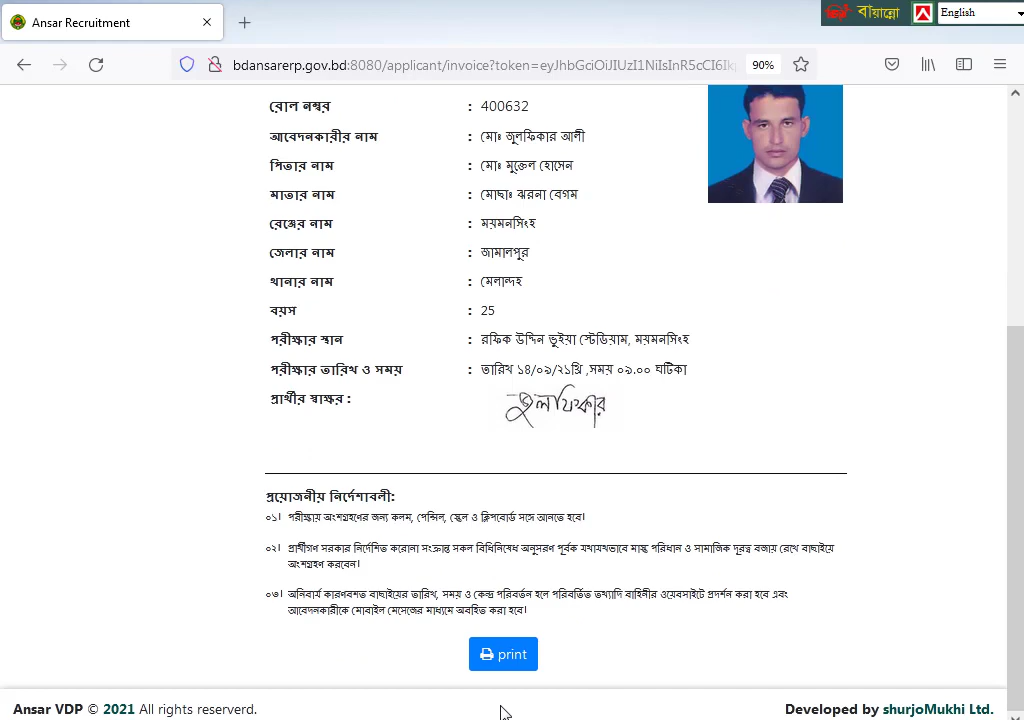 Ansar Recruitment
বায়ান্নো
English
bdansarerp.gov.bd:8080/applicant/invoice?token=eyJhbGciOiJIUzI1NiIsInR5cCI6Ikp
90%
রোল নম্বর : 400632
আবেদনকারীর নাম : মোঃ জুলফিকার আলী
পিতার নাম : মোঃ মুক্তেল হোসেন
মাতার নাম : মোছাঃ ঝরনা বেগম
রেঞ্জের নাম : ময়মনসিংহ
জেলার নাম : জামালপুর
থানার নাম : মেলান্দহ
বয়স : 25
পরীক্ষার স্থান : রফিক উদ্দিন ভূইয়া স্টেডিয়াম, ময়মনসিংহ
পরীক্ষার তারিখ ও সময় : তারিখ ১৪/০৯/২১খ্রি ,সময় ০৯.০০ ঘটিকা
প্রার্থীর স্বাক্ষর : জুলফিকার
প্রয়োজনীয় নির্দেশাবলী:
০১। পরীক্ষায় অংশগ্রহণের জন্য কলম, পেন্সিল, স্কেল ও ক্লিপবোর্ড সঙ্গে আনতে হবে।
০২। প্রার্থীগণ সরকার নির্দেশিত করোনা সংক্রান্ত সকল বিধিনিষেধ অনুসরণ পূর্বক যথাযথভাবে মাস্ক পরিধান ও সামাজিক দূরত্ব বজায় রেখে বাছাইয়ে
অংশগ্রহণ করবেন।
০৩। অনিবার্য কারণবশত বাছাইয়ের তারিখ, সময় ও কেন্দ্র পরিবর্তন হলে পরিবর্তিত তথ্যাদি বাহিনীর ওয়েবসাইটে প্রদর্শন করা হবে এবং
আবেদনকারীকে মোবাইল মেসেজের মাধ্যমে অবহিত করা হবে।
print
Ansar VDP © 2021 All rights reserverd.
Developed by shurjoMukhi Ltd.